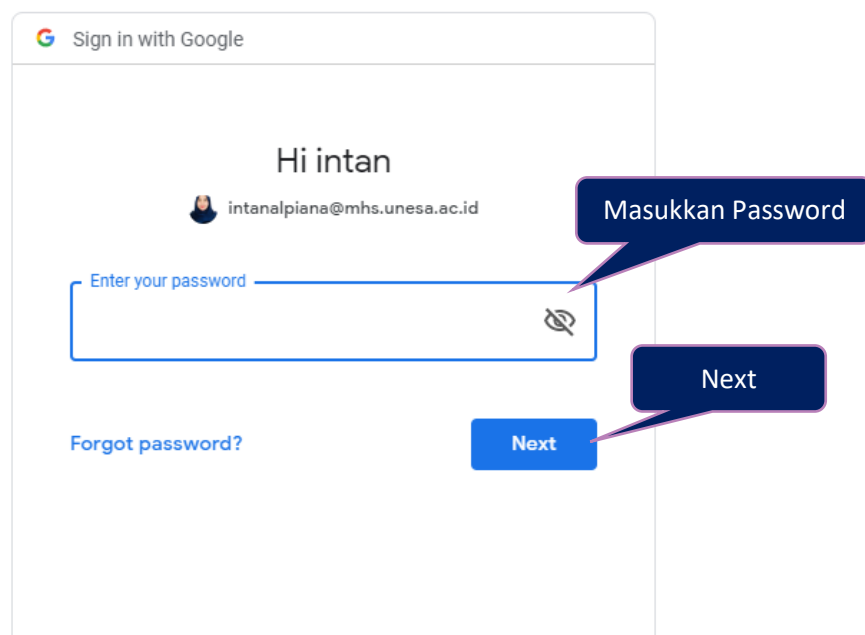 Sign in with Google
Hi intan
intanalpiana@mhs.unesa.ac.id
Masukkan Password
Enter your password
Next
Forgot password?
Next